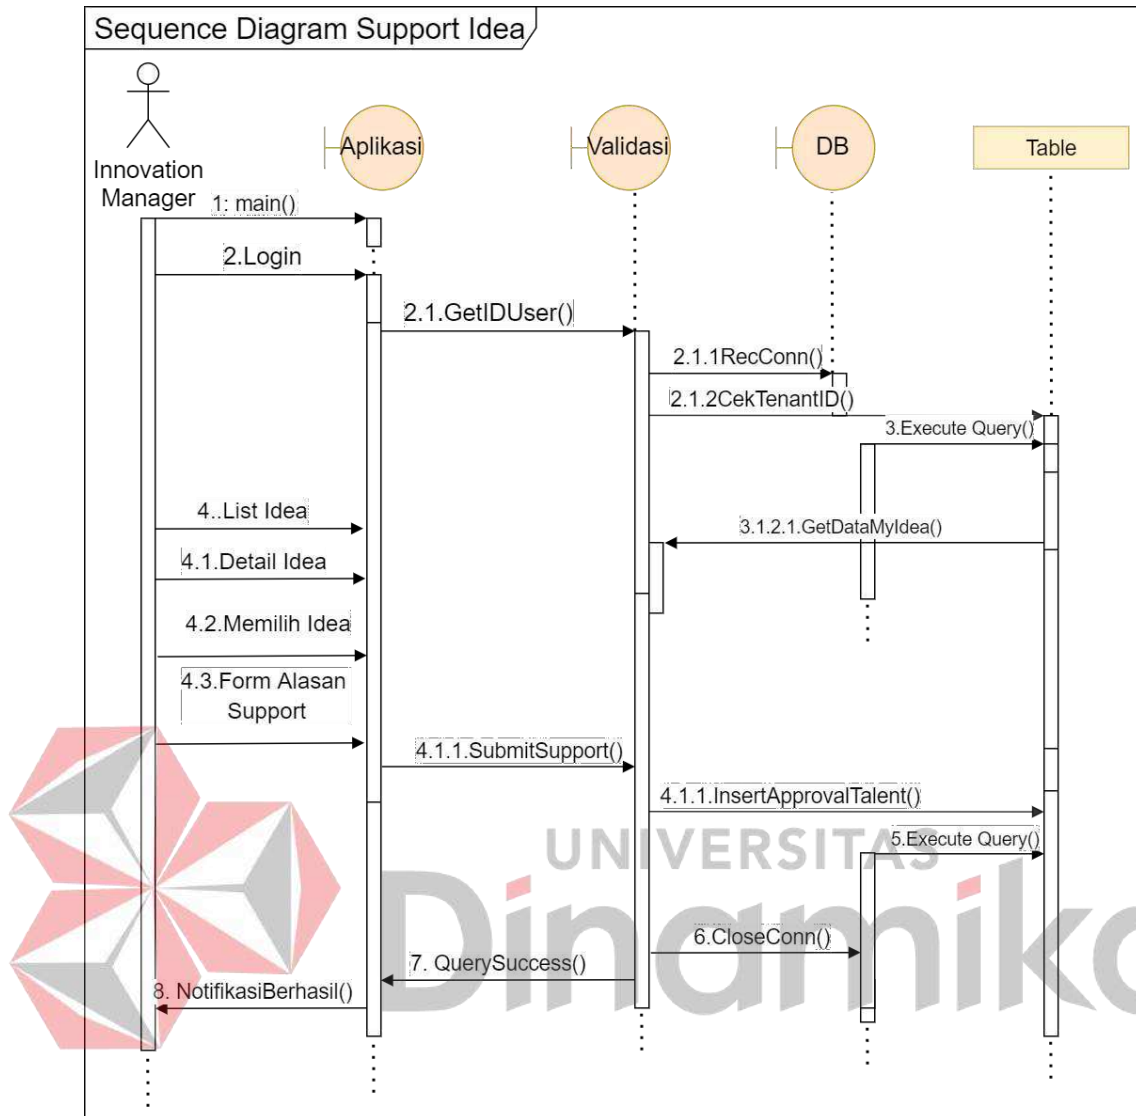 Sequence Diagram Support Idea
Innovation
Manager
Aplikasi
Validasi
DB
Table
1: main()
2.Login
2.1.GetIDUser()
2.1.1RecConn()
2.1.2CekTenantID()
3.Execute Query()
4..List Idea
3.1.2.1.GetDataMyIdea()
4.1.Detail Idea
4.2.Memilih Idea
4.3.Form Alasan
Support
4.1.1.SubmitSupport()
4.1.1.InsertApprovalTalent()
UNIVERSITAS
5.Execute Query()
Dinamika
6.CloseConn()
7. QuerySuccess()
8. NotifikasiBerhasil()